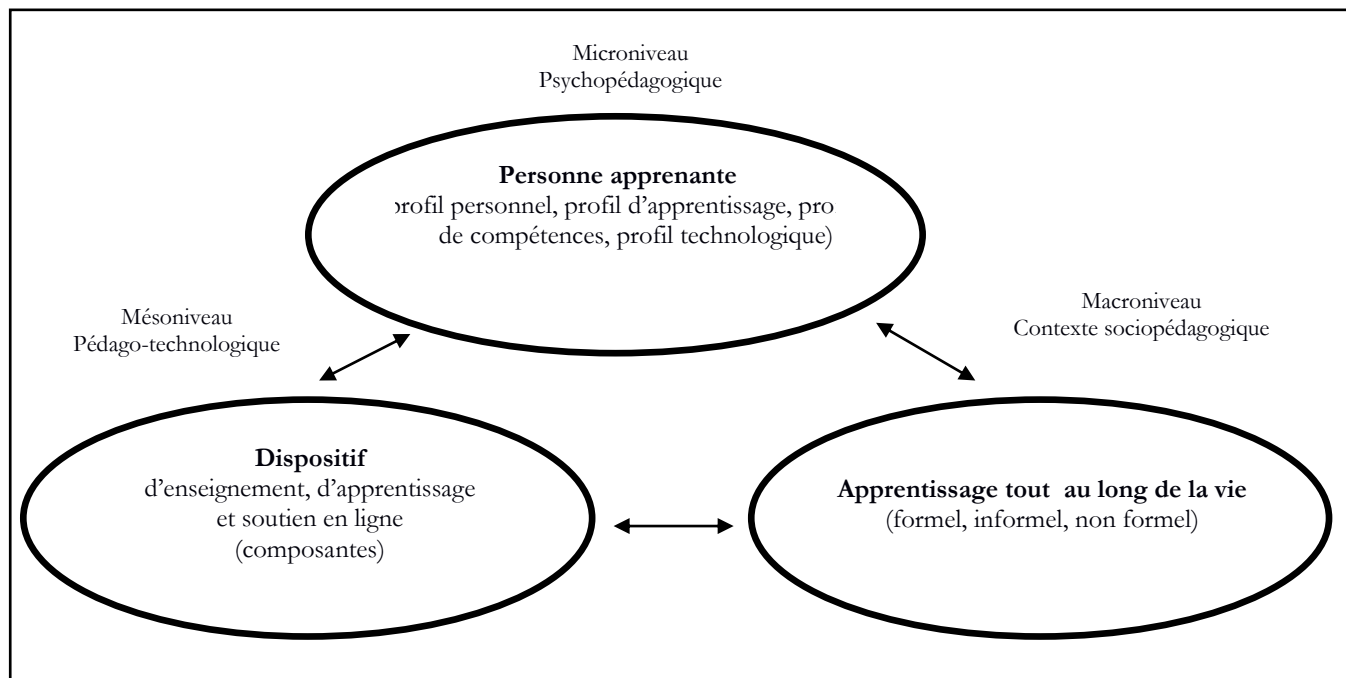 Microniveau
Psychopédagogique
Personne apprenante
profil personnel, profil d'apprentissage, pro
de compétences, profil technologique)
Mésoniveau
Pédago-technologique
Macroniveau
Contexte sociopédagogique
Dispositif
d'enseignement, d'apprentissage
et soutien en ligne
(composantes)
Apprentissage tout au long de la vie
(formel, informel, non formel)